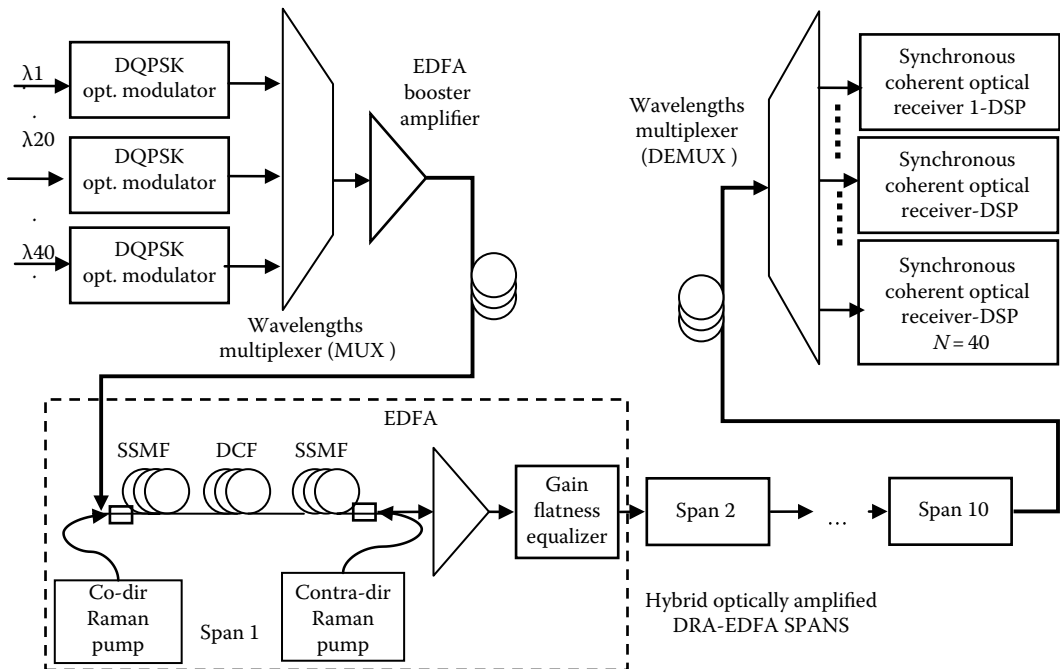 λ1
DQPSK
opt. modulator
λ20
DQPSK
opt. modulator
λ40
DQPSK
opt. modulator
Wavelengths
multiplexer (MUX )
EDFA
booster
amplifier
Wavelengths
multiplexer
(DEMUX )
Synchronous
coherent optical
receiver 1-DSP
Synchronous
coherent optical
receiver-DSP
Synchronous
coherent optical
receiver-DSP
N = 40
EDFA
SSMF
DCF
SSMF
Gain
flatness
equalizer
Span 2
...
Span 10
Co-dir
Raman
pump
Span 1
Contra-dir
Raman
pump
Hybrid optically amplified
DRA-EDFA SPANS